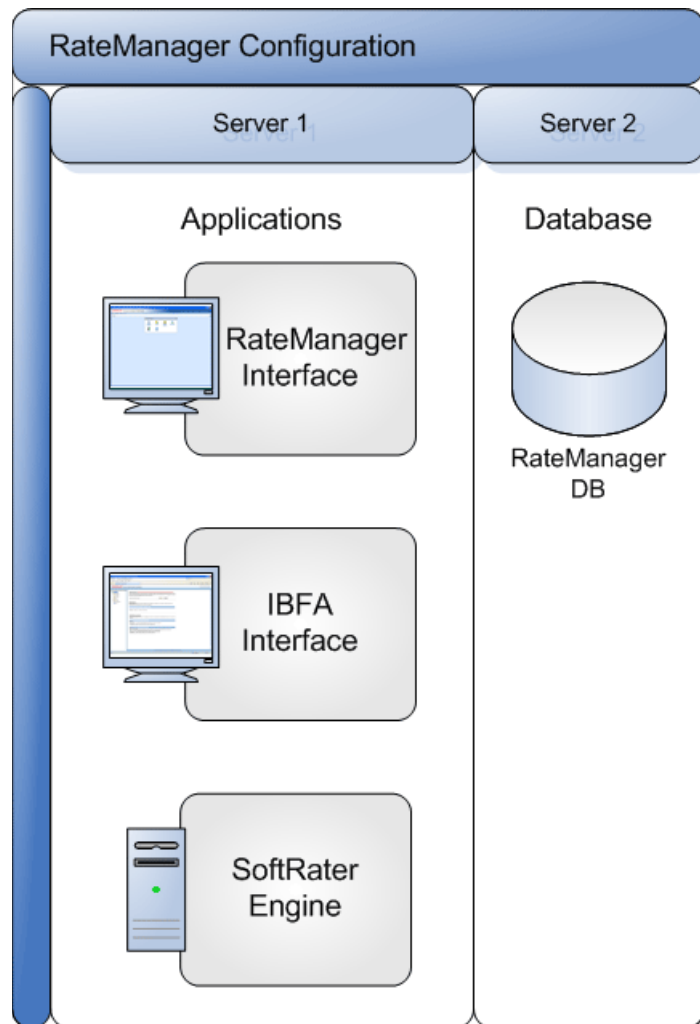 RateManager Configuration
Server 1
Server 2
Applications
Database
RateManager
Interface
RateManager
DB
IBFA
Interface
SoftRater
Engine